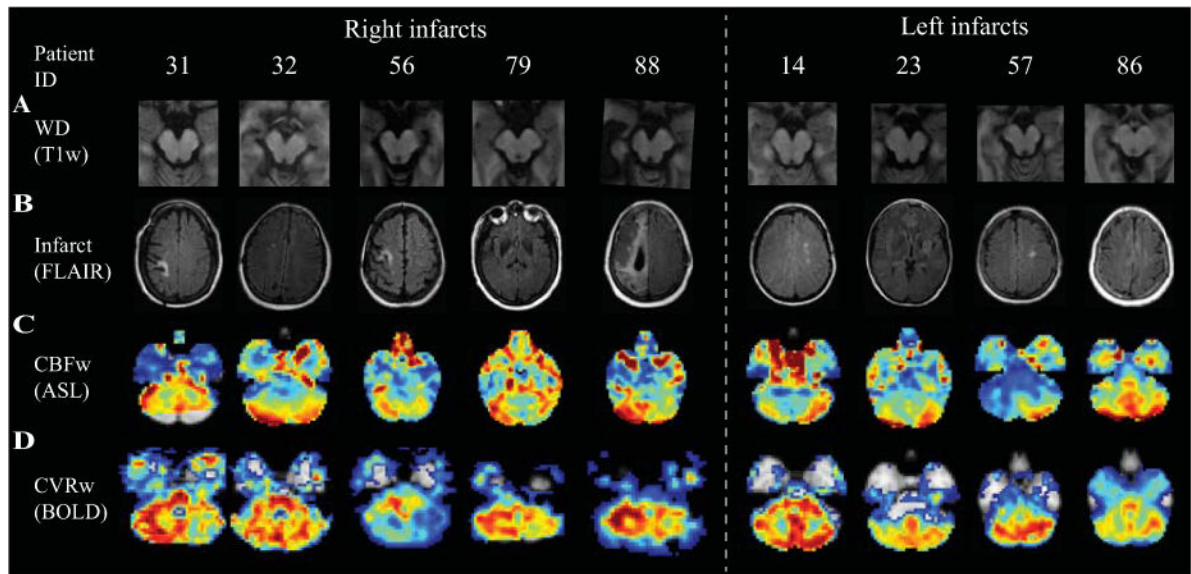 Right infarcts
Left infarcts
Patient
ID
31 32 56 79 88 14 23 57 86
A
WD
(T1w)
B
Infarct
(FLAIR)
C
CBFw
(ASL)
D
CVRw
(BOLD)